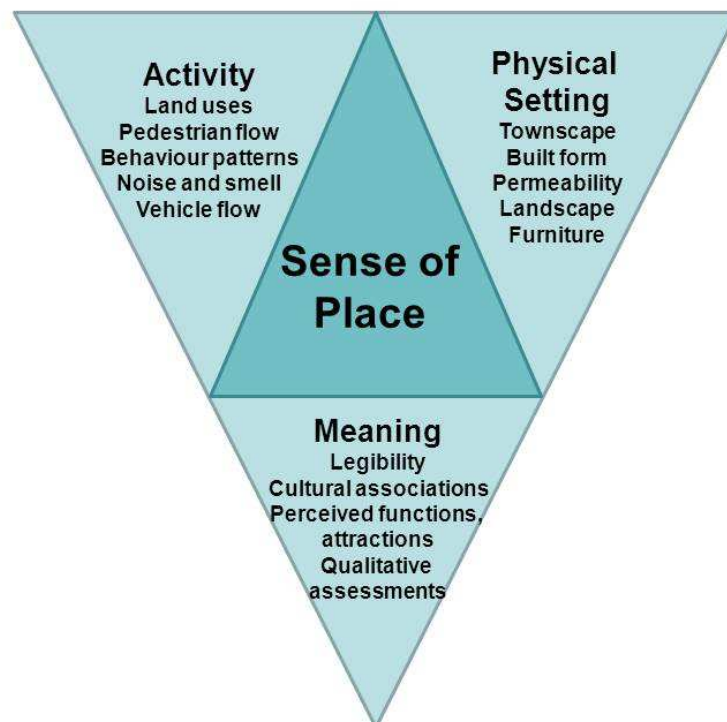 Activity
Land uses
Pedestrian flow
Behaviour patterns
Noise and smell
Vehicle flow
Physical
Setting
Townscape
Built form
Permeability
Landscape
Furniture
Sense of
Place
Meaning
Legibility
Cultural associations
Perceived functions,
attractions
Qualitative
assessments